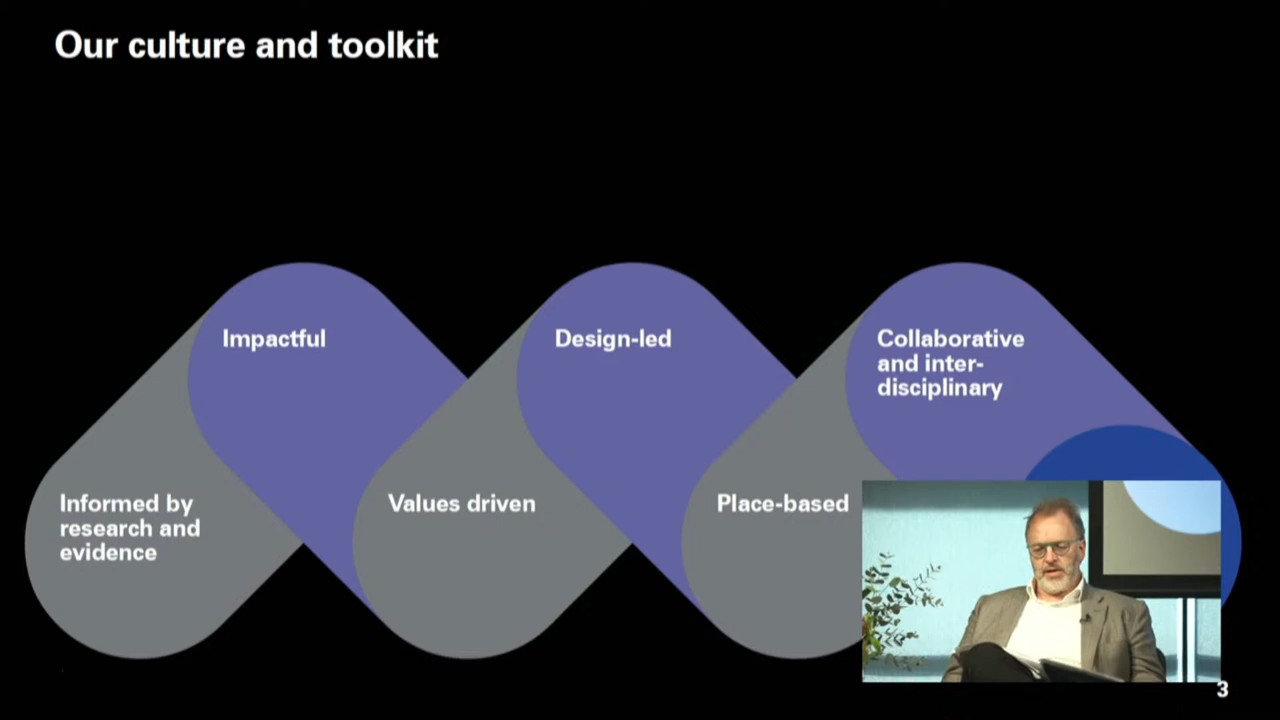 Our culture and toolkit
Impactful
Design-led
Collaborative
and inter-
disciplinary
Informed by
research and
evidence
Values driven
Place-based
3